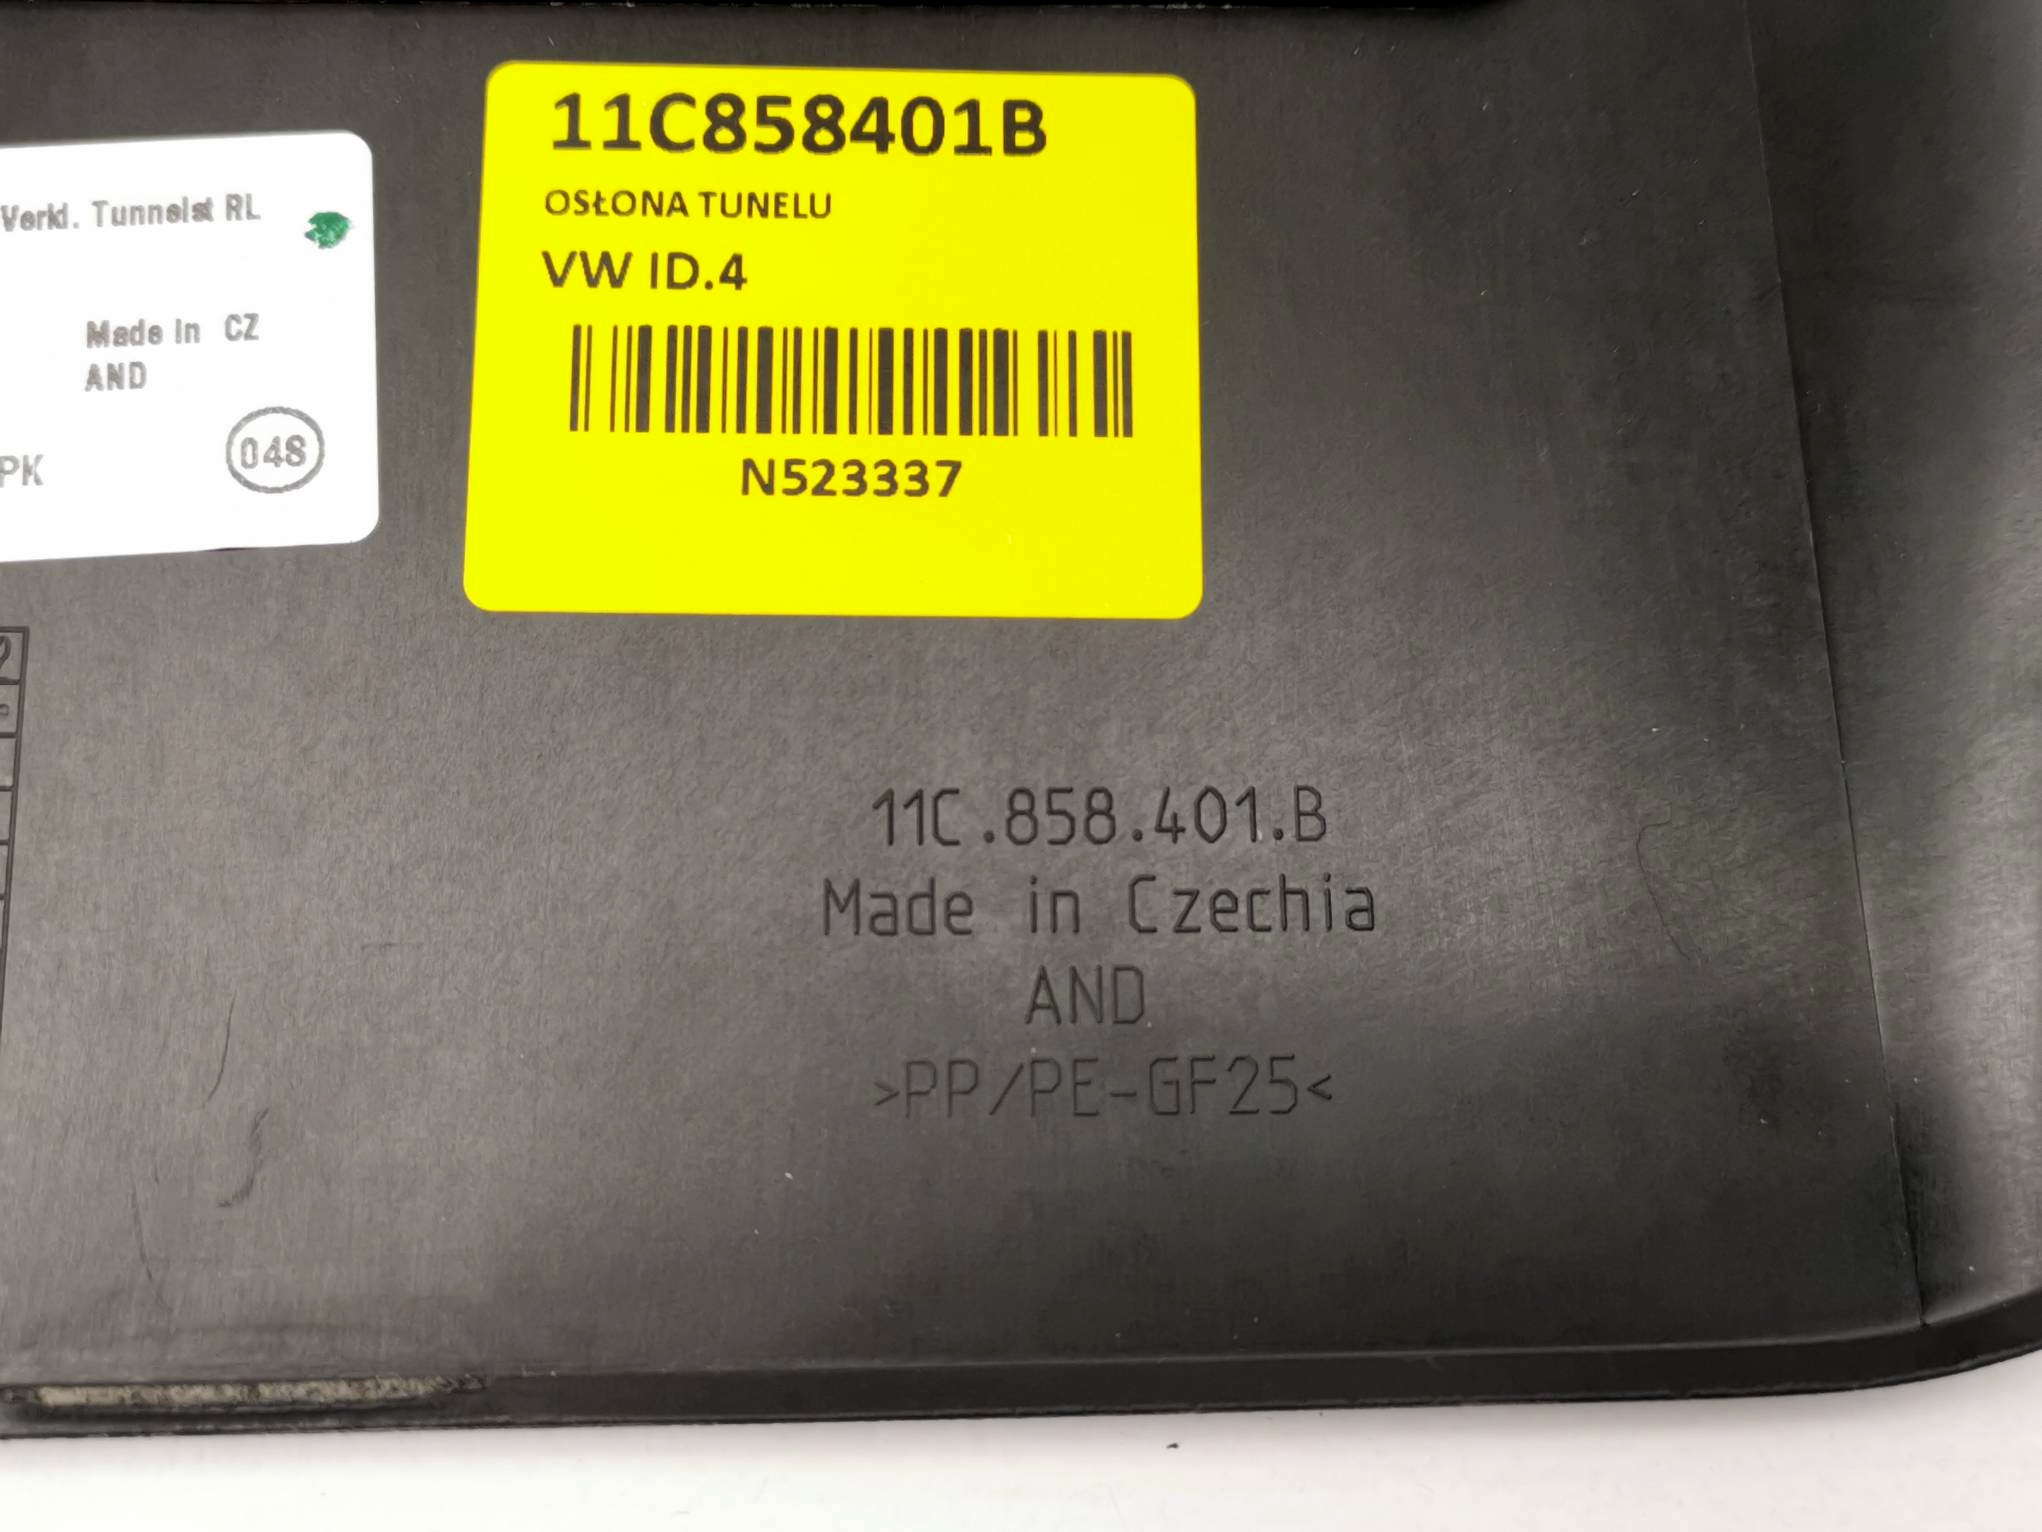 Verkl. Tunnelst RL
Made in CZ
AND
PK
048
11C858401B
OSŁONA TUNELU
VW ID.4
N523337
11C.858.401.B
Made in Czechia
AND
>PP/PE-GF25<